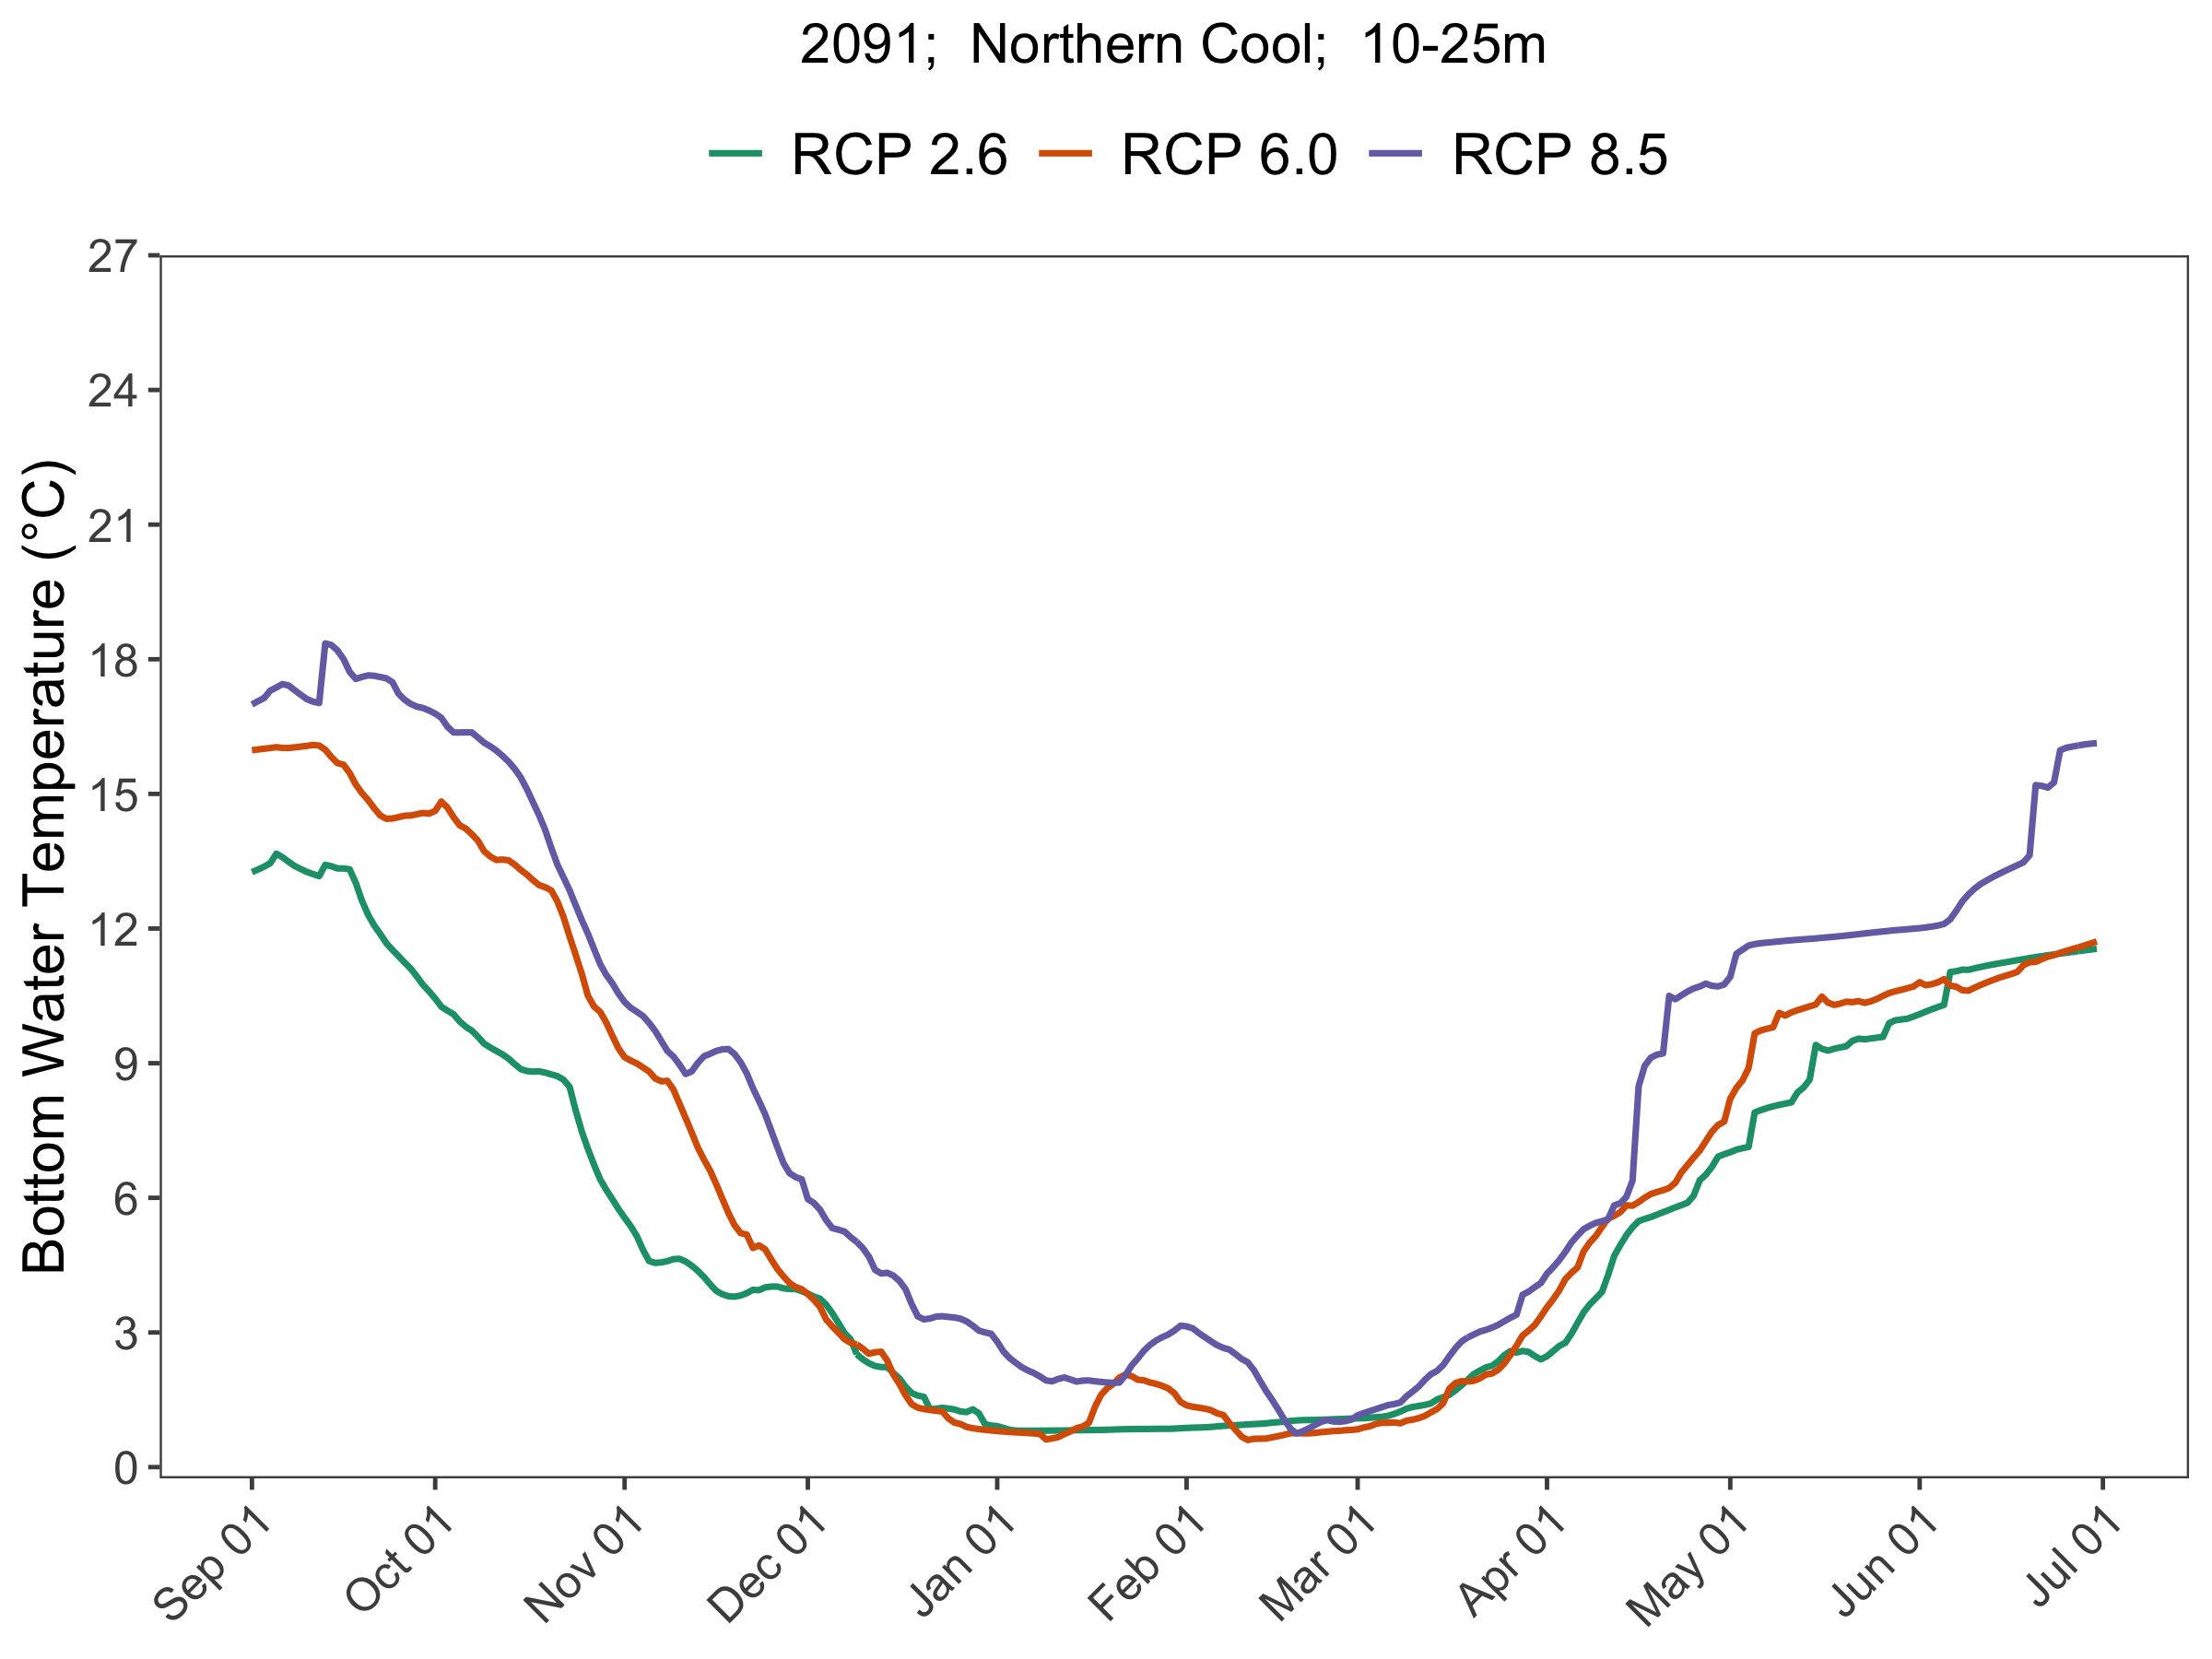 2091;  Northern Cool;  10-25m
RCP 2.6 RCP 6.0 RCP 8.5
Bottom Water Temperature (°C)
27
24
21
18
15
12
9
6
3
0
Sep 01 Oct 01 Nov 01 Dec 01 Jan 01 Feb 01 Mar 01 Apr 01 May 01 Jun 01 Jul 01